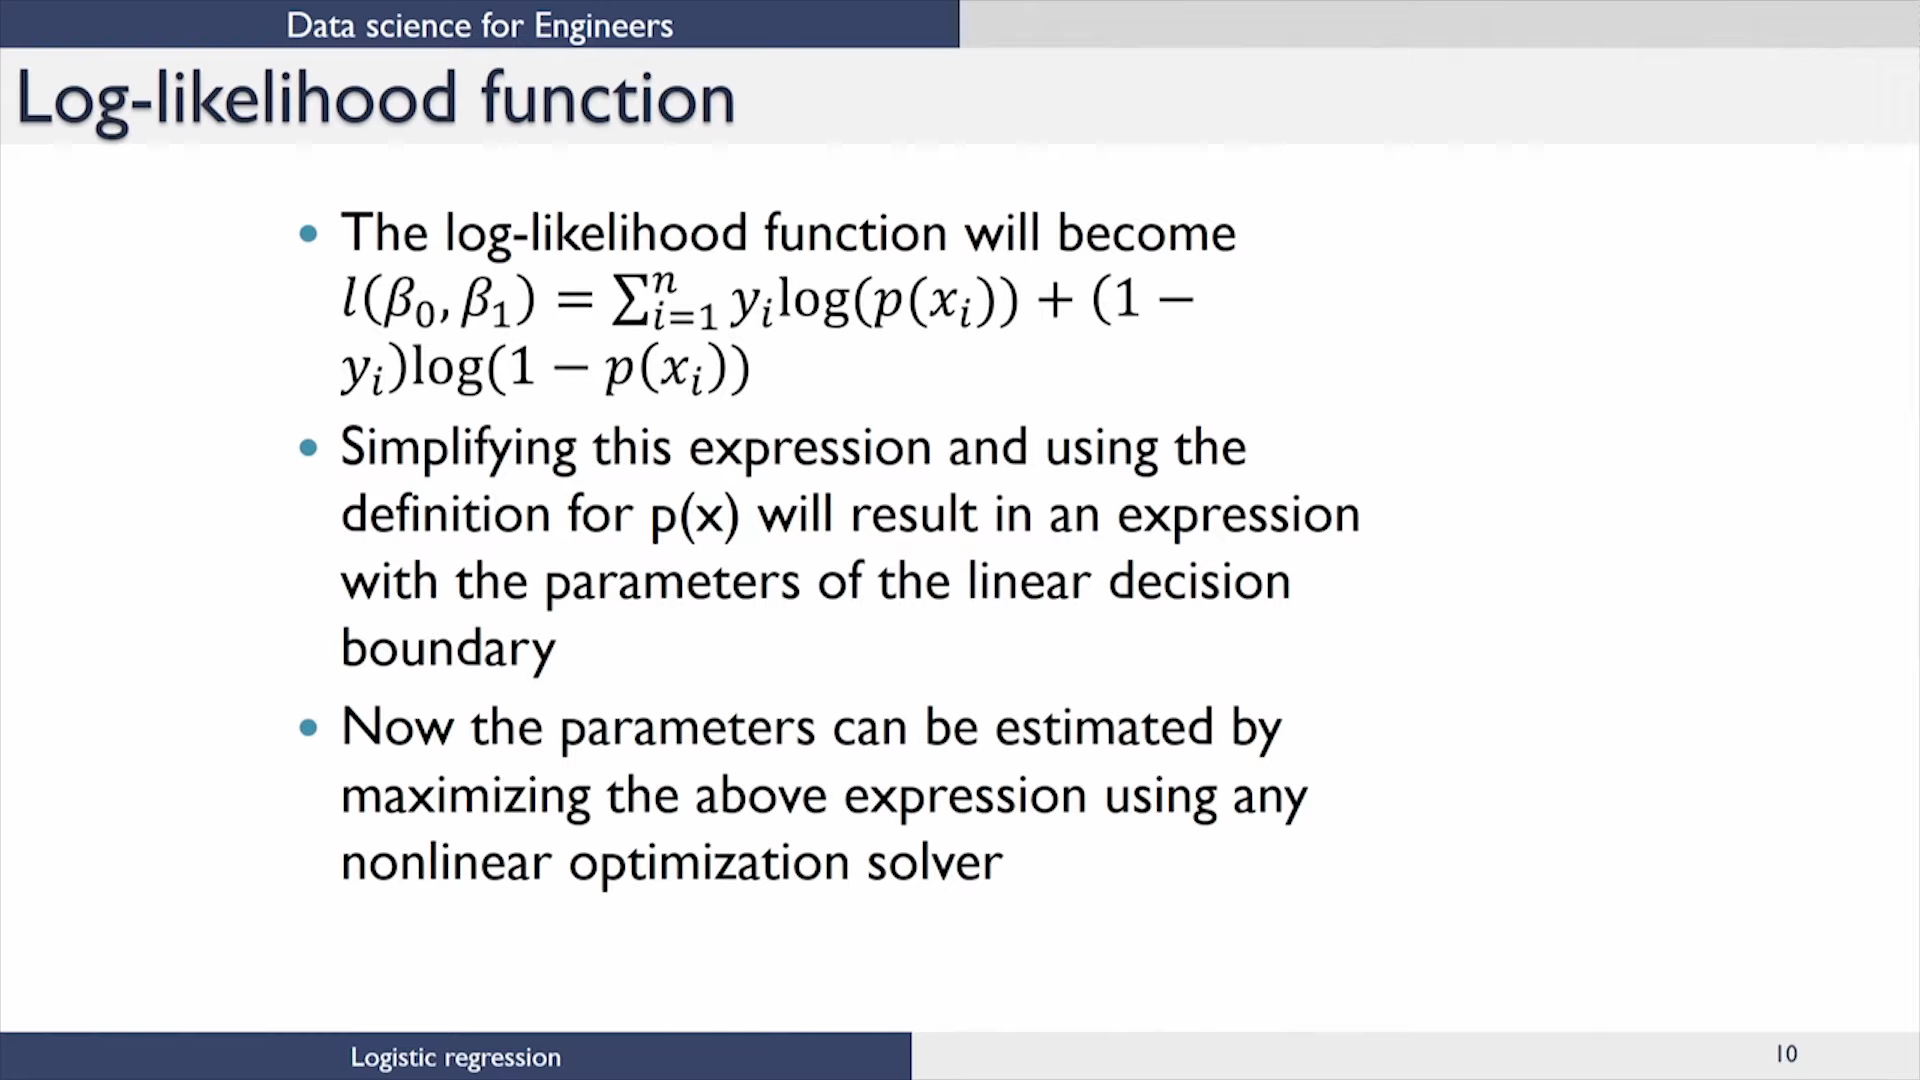 Data science for Engineers
Log-likelihood function
• The log-likelihood function will become
l(β₀, β₁) = ∑ⁿᵢ₌₁ yᵢlog(p(xᵢ)) + (1 −
yᵢ)log(1 − p(xᵢ))
• Simplifying this expression and using the
definition for p(x) will result in an expression
with the parameters of the linear decision
boundary
• Now the parameters can be estimated by
maximizing the above expression using any
nonlinear optimization solver
Logistic regression
10